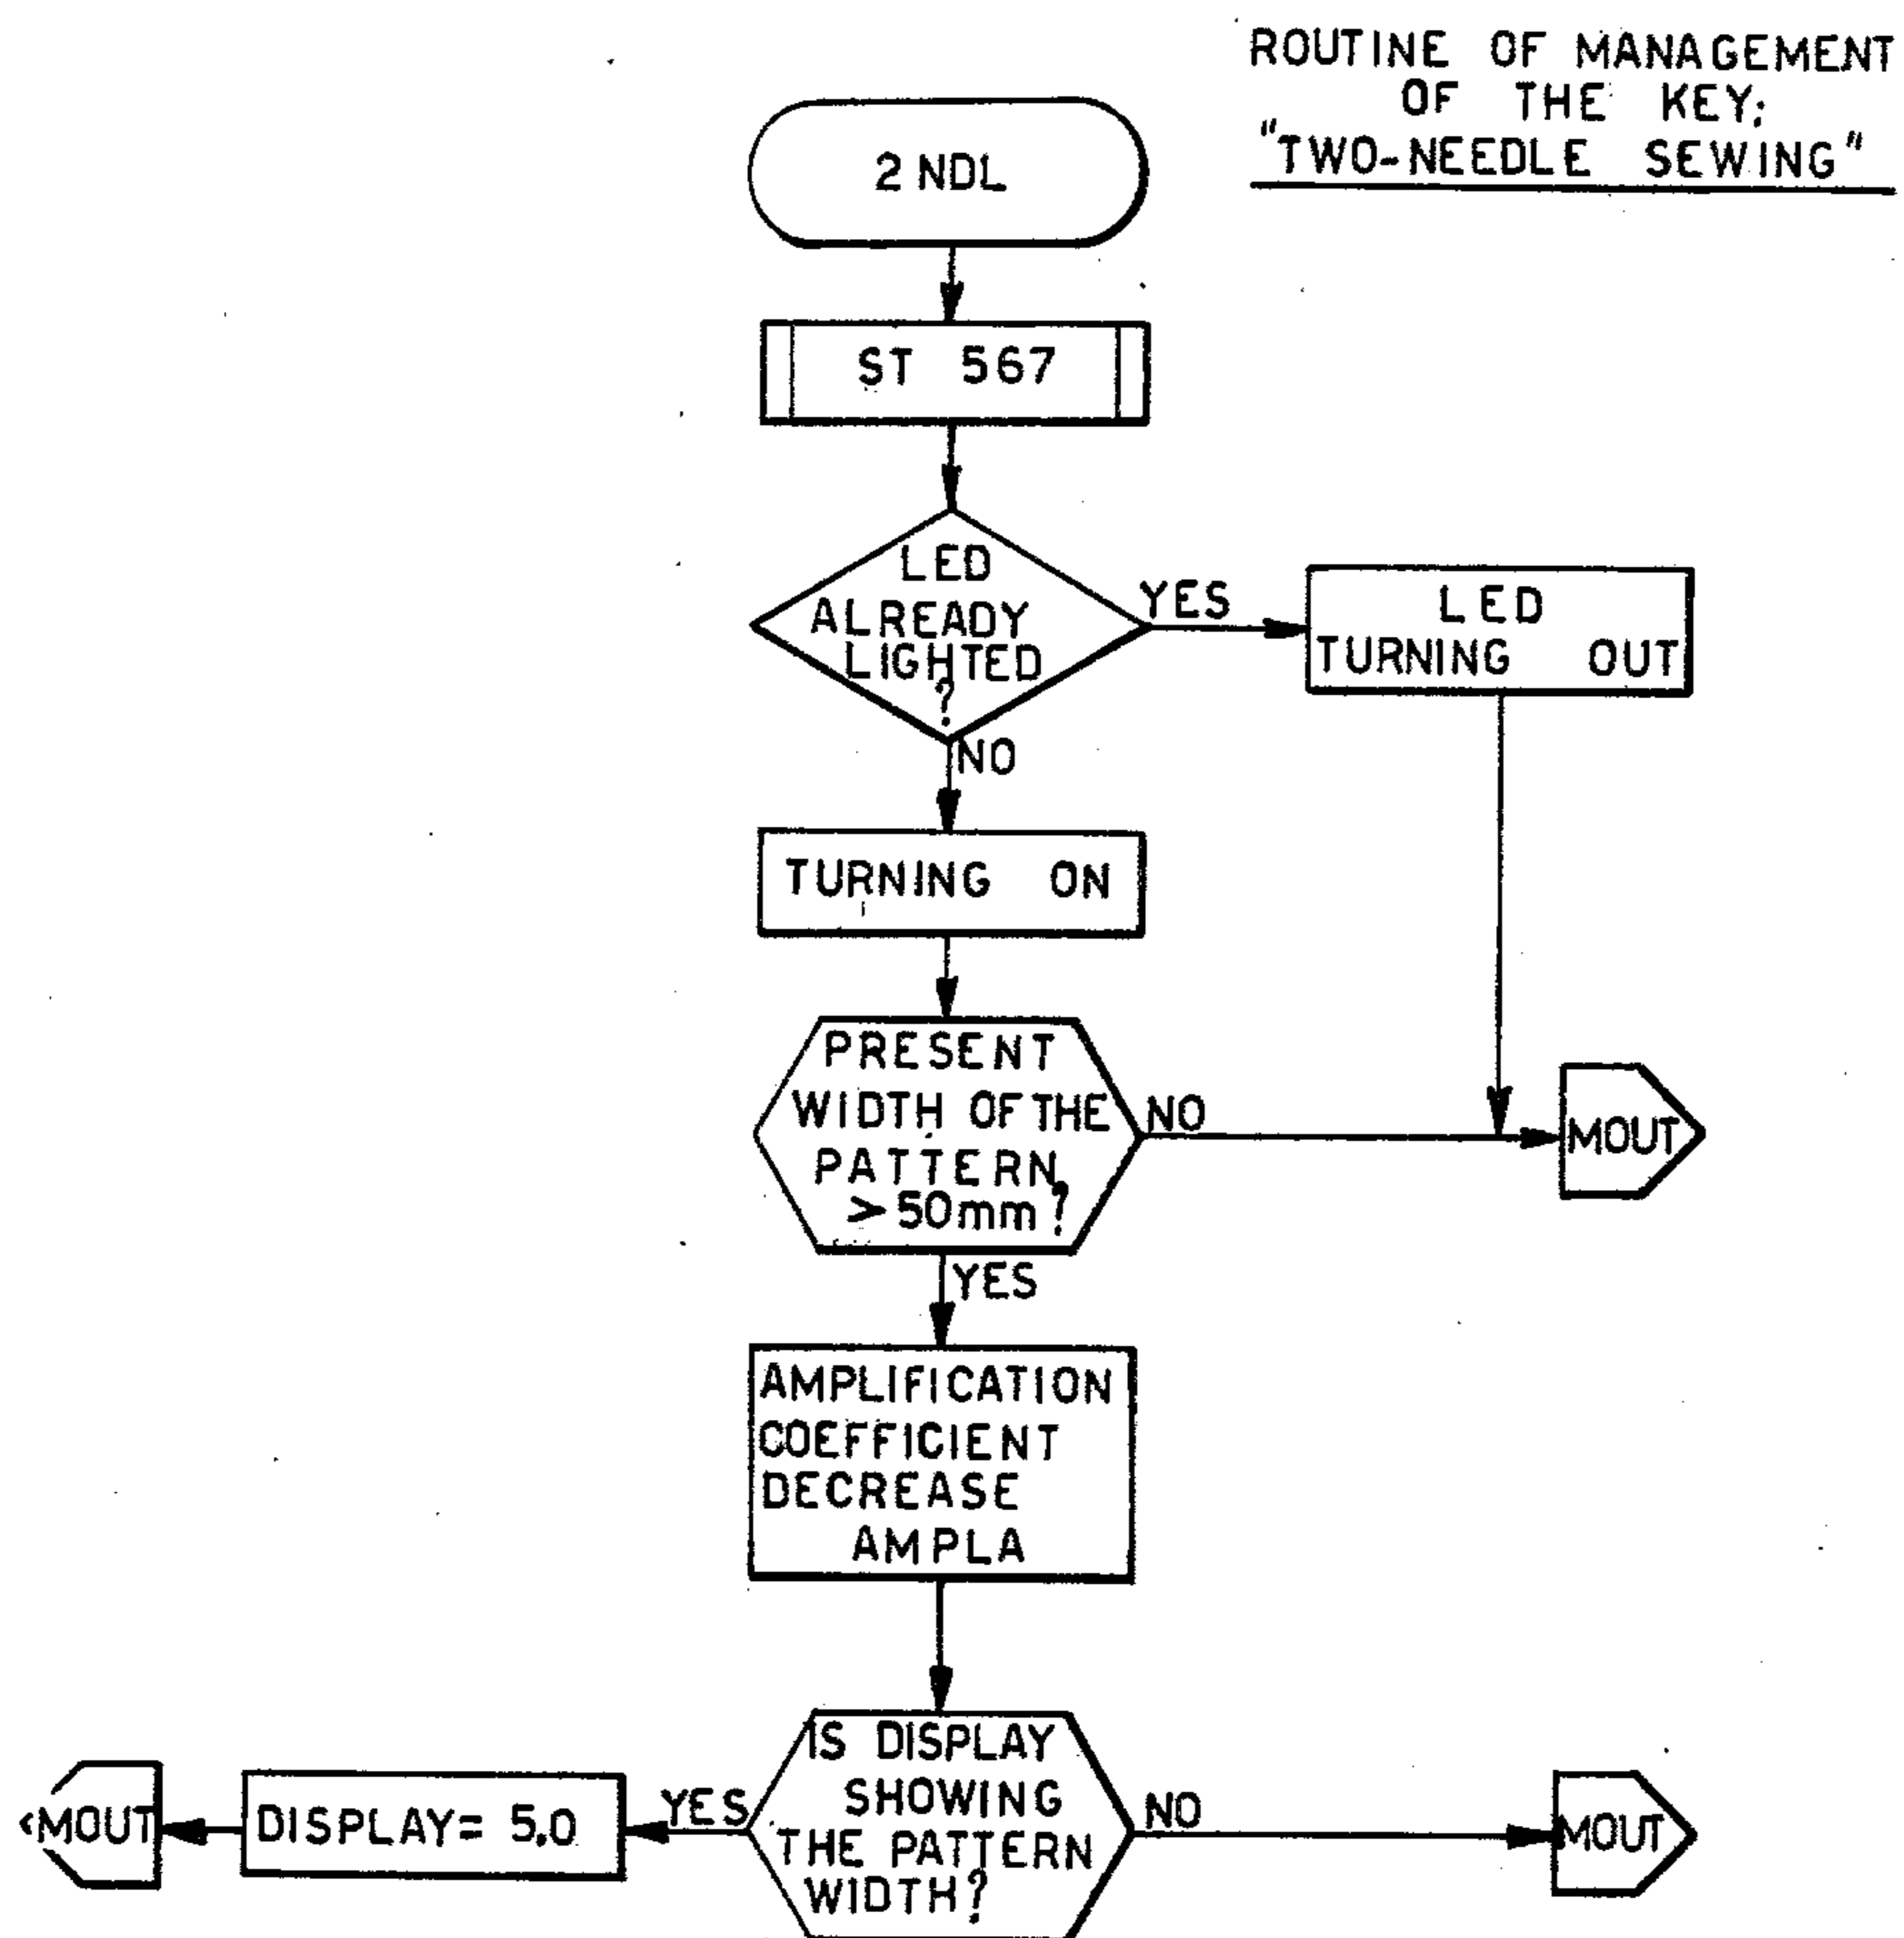 ROUTINE OF MANAGEMENT
OF THE KEY:
"TWO-NEEDLE SEWING"
2 NDL
ST 567
LED
ALREADY
LIGHTED
?
YES
LED
TURNING OUT
NO
TURNING ON
PRESENT
WIDTH OF THE
PATTERN
> 50mm?
NO
MOUT
YES
AMPLIFICATION
COEFFICIENT
DECREASE
AMPLA
IS DISPLAY
SHOWING
THE PATTERN
WIDTH?
YES
DISPLAY= 5,0
MOUT
NO
MOUT